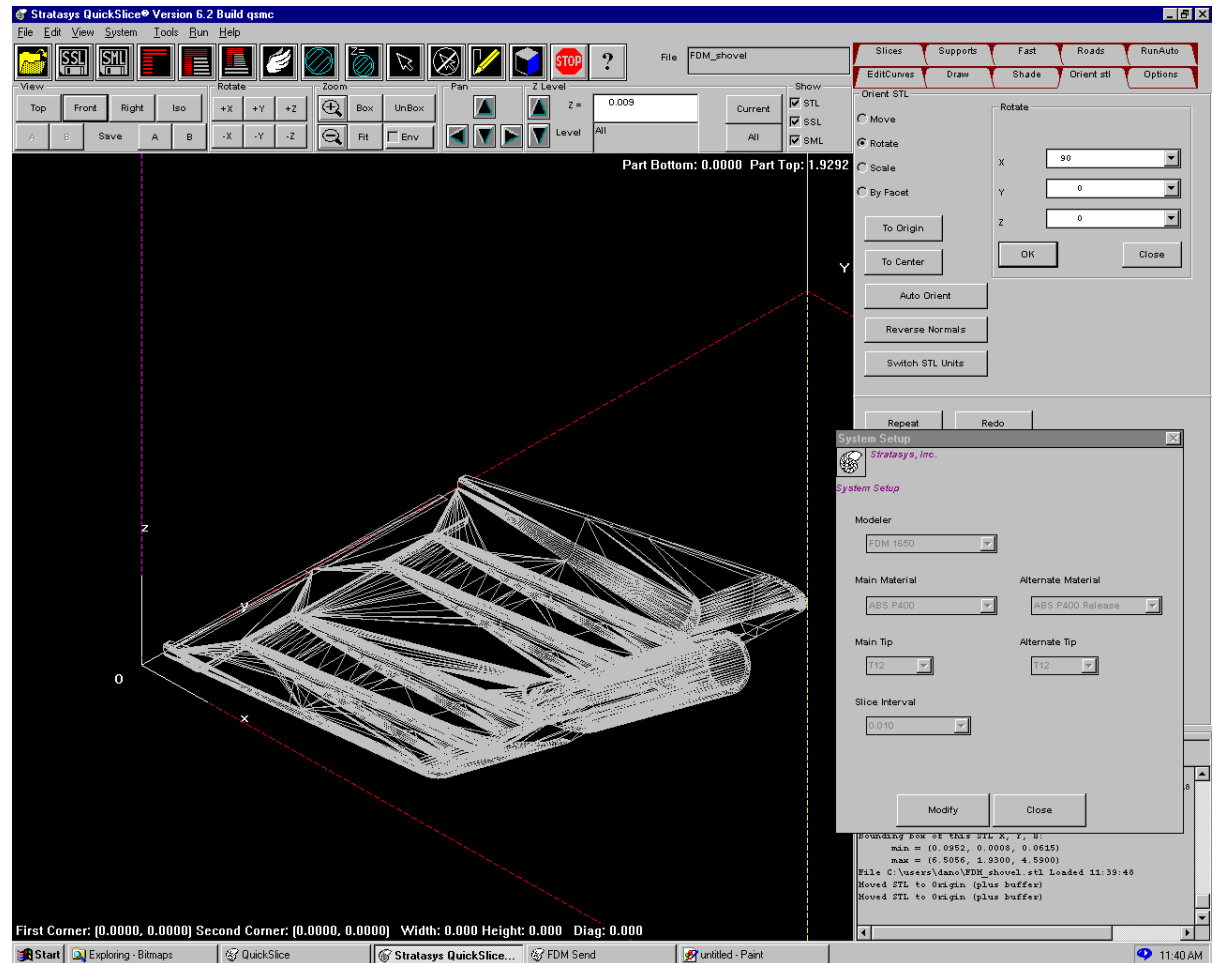 Stratasys QuickSlice® Version 6.2 Build qsmc
File Edit View System Tools Run Help
SSL SML Z= STOP ? File FDM_shovel
Slices Supports Fast Roads RunAuto
EditCurves Draw Shade Orient stl Options
View Rotate Zoom Pan Z Level Show
Top Front Right Iso +X +Y +Z Box UnBox Z = 0.009 Current STL
A B Save A B -X -Y -Z Fit Env Level All All SSL
SML
Part Bottom: 0.0000 Part Top: 1.9292
Orient STL
Move
Rotate
Scale
By Facet
Rotate
X 90
Y 0
Z 0
OK Close
To Origin
To Center
Auto Orient
Reverse Normals
Switch STL Units
Repeat Redo
Y
z
y
0
x
System Setup
Stratasys, Inc.
System Setup
Modeler
FDM 1650
Main Material Alternate Material
ABS P400 ABS P400 Release
Main Tip Alternate Tip
T12 T12
Slice Interval
0.010
Modify Close
Bounding box of this STL X, Y, Z:
min = (0.0952, 0.0008, 0.0615)
max = (6.5056, 1.9300, 4.5900)
File C:\users\dano\FDM_shovel.stl Loaded 11:39:48
Moved STL to Origin (plus buffer)
Moved STL to Origin (plus buffer)
First Corner: (0.0000, 0.0000) Second Corner: (0.0000, 0.0000) Width: 0.000 Height: 0.000 Diag: 0.000
Start Exploring - Bitmaps QuickSlice Stratasys QuickSlice... FDM Send untitled - Paint 11:40 AM